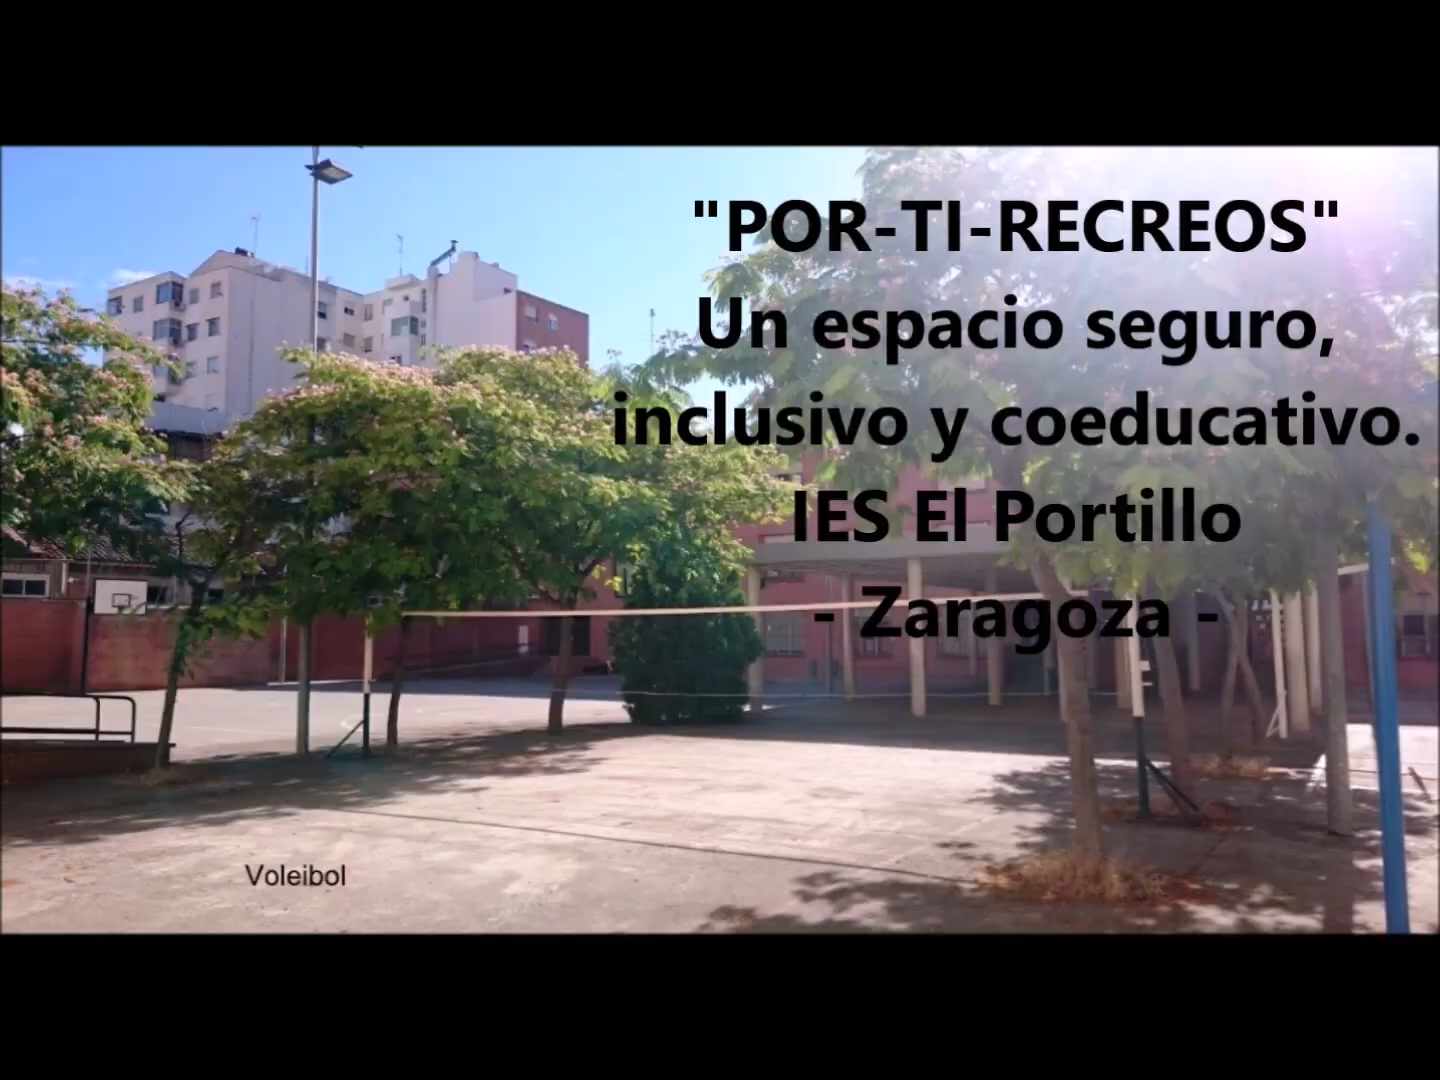 "POR-TI-RECREOS"
Un espacio seguro,
inclusivo y coeducativo.
IES El Portillo
- Zaragoza -
Voleibol